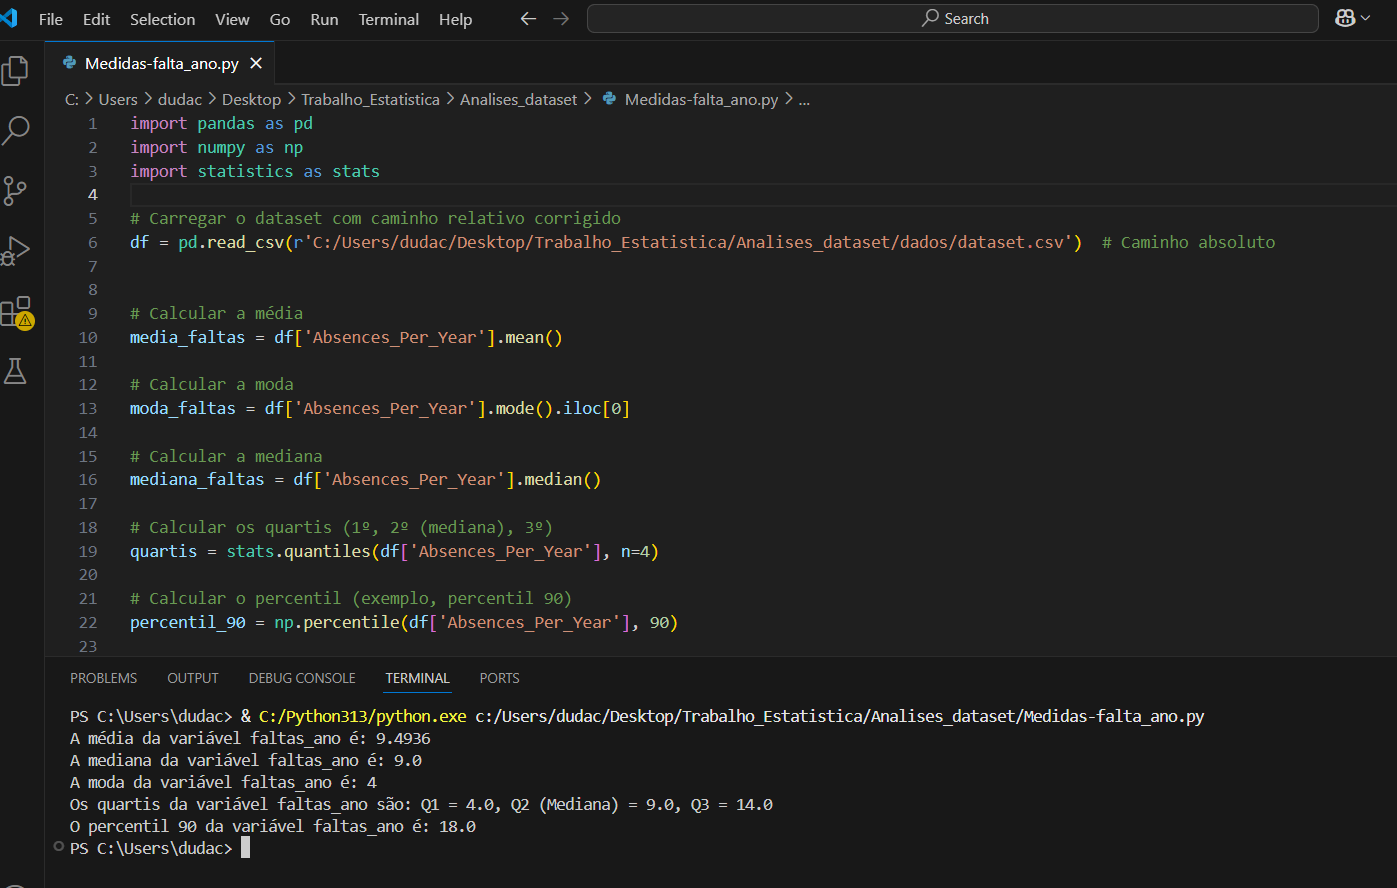 File Edit Selection View Go Run Terminal Help Search
Medidas-falta_ano.py
C: > Users > dudac > Desktop > Trabalho_Estatistica > Analises_dataset > Medidas-falta_ano.py > ...
1 import pandas as pd
2 import numpy as np
3 import statistics as stats
4
5 # Carregar o dataset com caminho relativo corrigido
6 df = pd.read_csv(r'C:/Users/dudac/Desktop/Trabalho_Estatistica/Analises_dataset/dados/dataset.csv')  # Caminho absoluto
7
8
9 # Calcular a média
10 media_faltas = df['Absences_Per_Year'].mean()
11
12 # Calcular a moda
13 moda_faltas = df['Absences_Per_Year'].mode().iloc[0]
14
15 # Calcular a mediana
16 mediana_faltas = df['Absences_Per_Year'].median()
17
18 # Calcular os quartis (1º, 2º (mediana), 3º)
19 quartis = stats.quantiles(df['Absences_Per_Year'], n=4)
20
21 # Calcular o percentil (exemplo, percentil 90)
22 percentil_90 = np.percentile(df['Absences_Per_Year'], 90)
23
PROBLEMS OUTPUT DEBUG CONSOLE TERMINAL PORTS
PS C:\Users\dudac> & C:/Python313/python.exe c:/Users/dudac/Desktop/Trabalho_Estatistica/Analises_dataset/Medidas-falta_ano.py
A média da variável faltas_ano é: 9.4936
A mediana da variável faltas_ano é: 9.0
A moda da variável faltas_ano é: 4
Os quartis da variável faltas_ano são: Q1 = 4.0, Q2 (Mediana) = 9.0, Q3 = 14.0
O percentil 90 da variável faltas_ano é: 18.0
PS C:\Users\dudac>